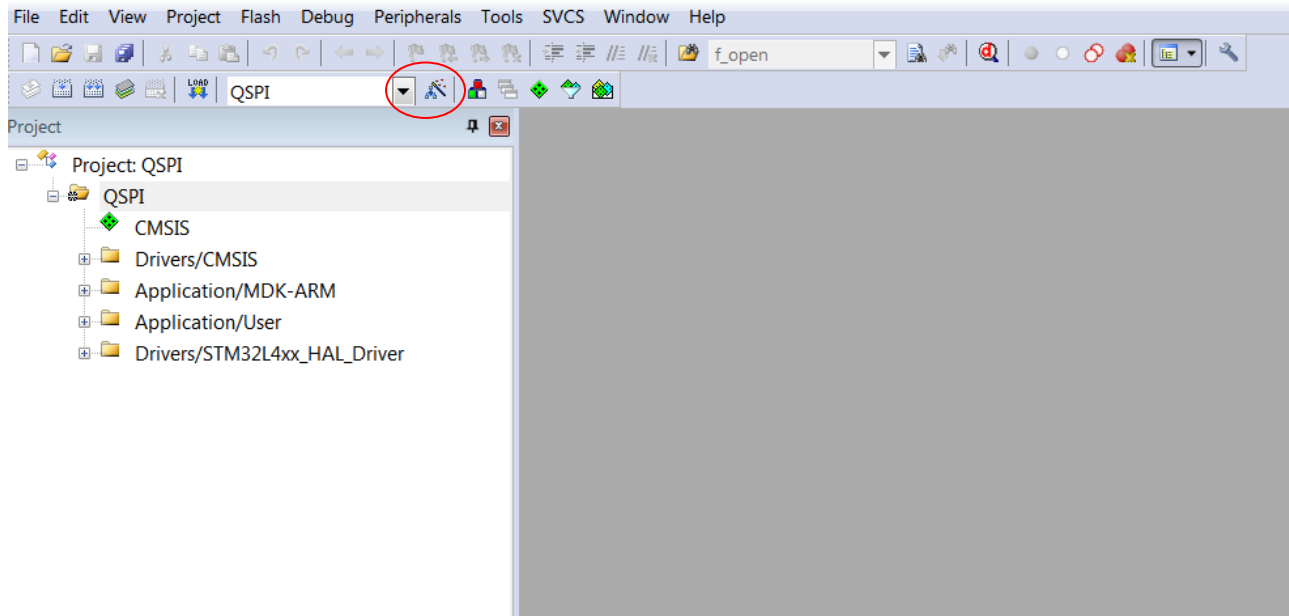 File Edit View Project Flash Debug Peripherals Tools SVCS Window Help
f_open
LOAD QSPI
Project
Project: QSPI
QSPI
CMSIS
Drivers/CMSIS
Application/MDK-ARM
Application/User
Drivers/STM32L4xx_HAL_Driver